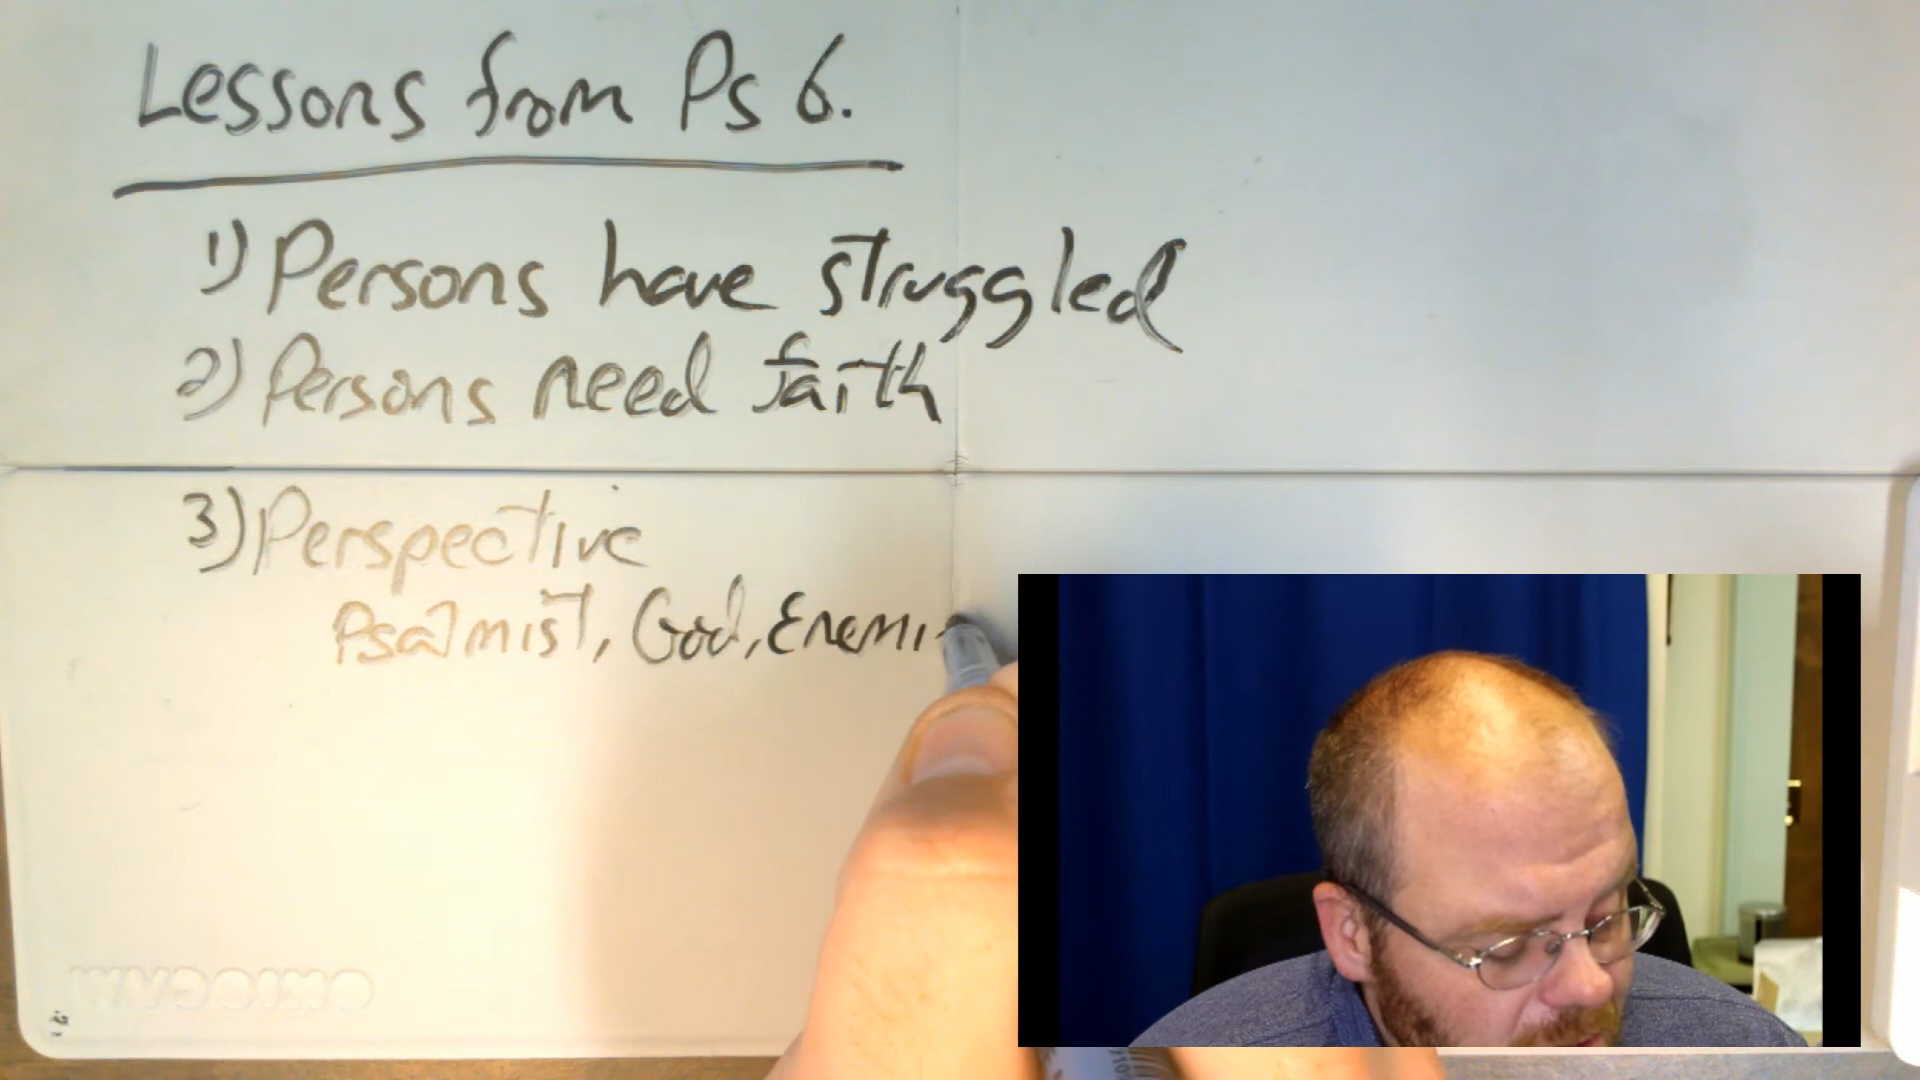 Lessons from Ps 6.
1) Persons have struggled
2) Persons need faith
3) Perspective
Psalmist, God, Enemi